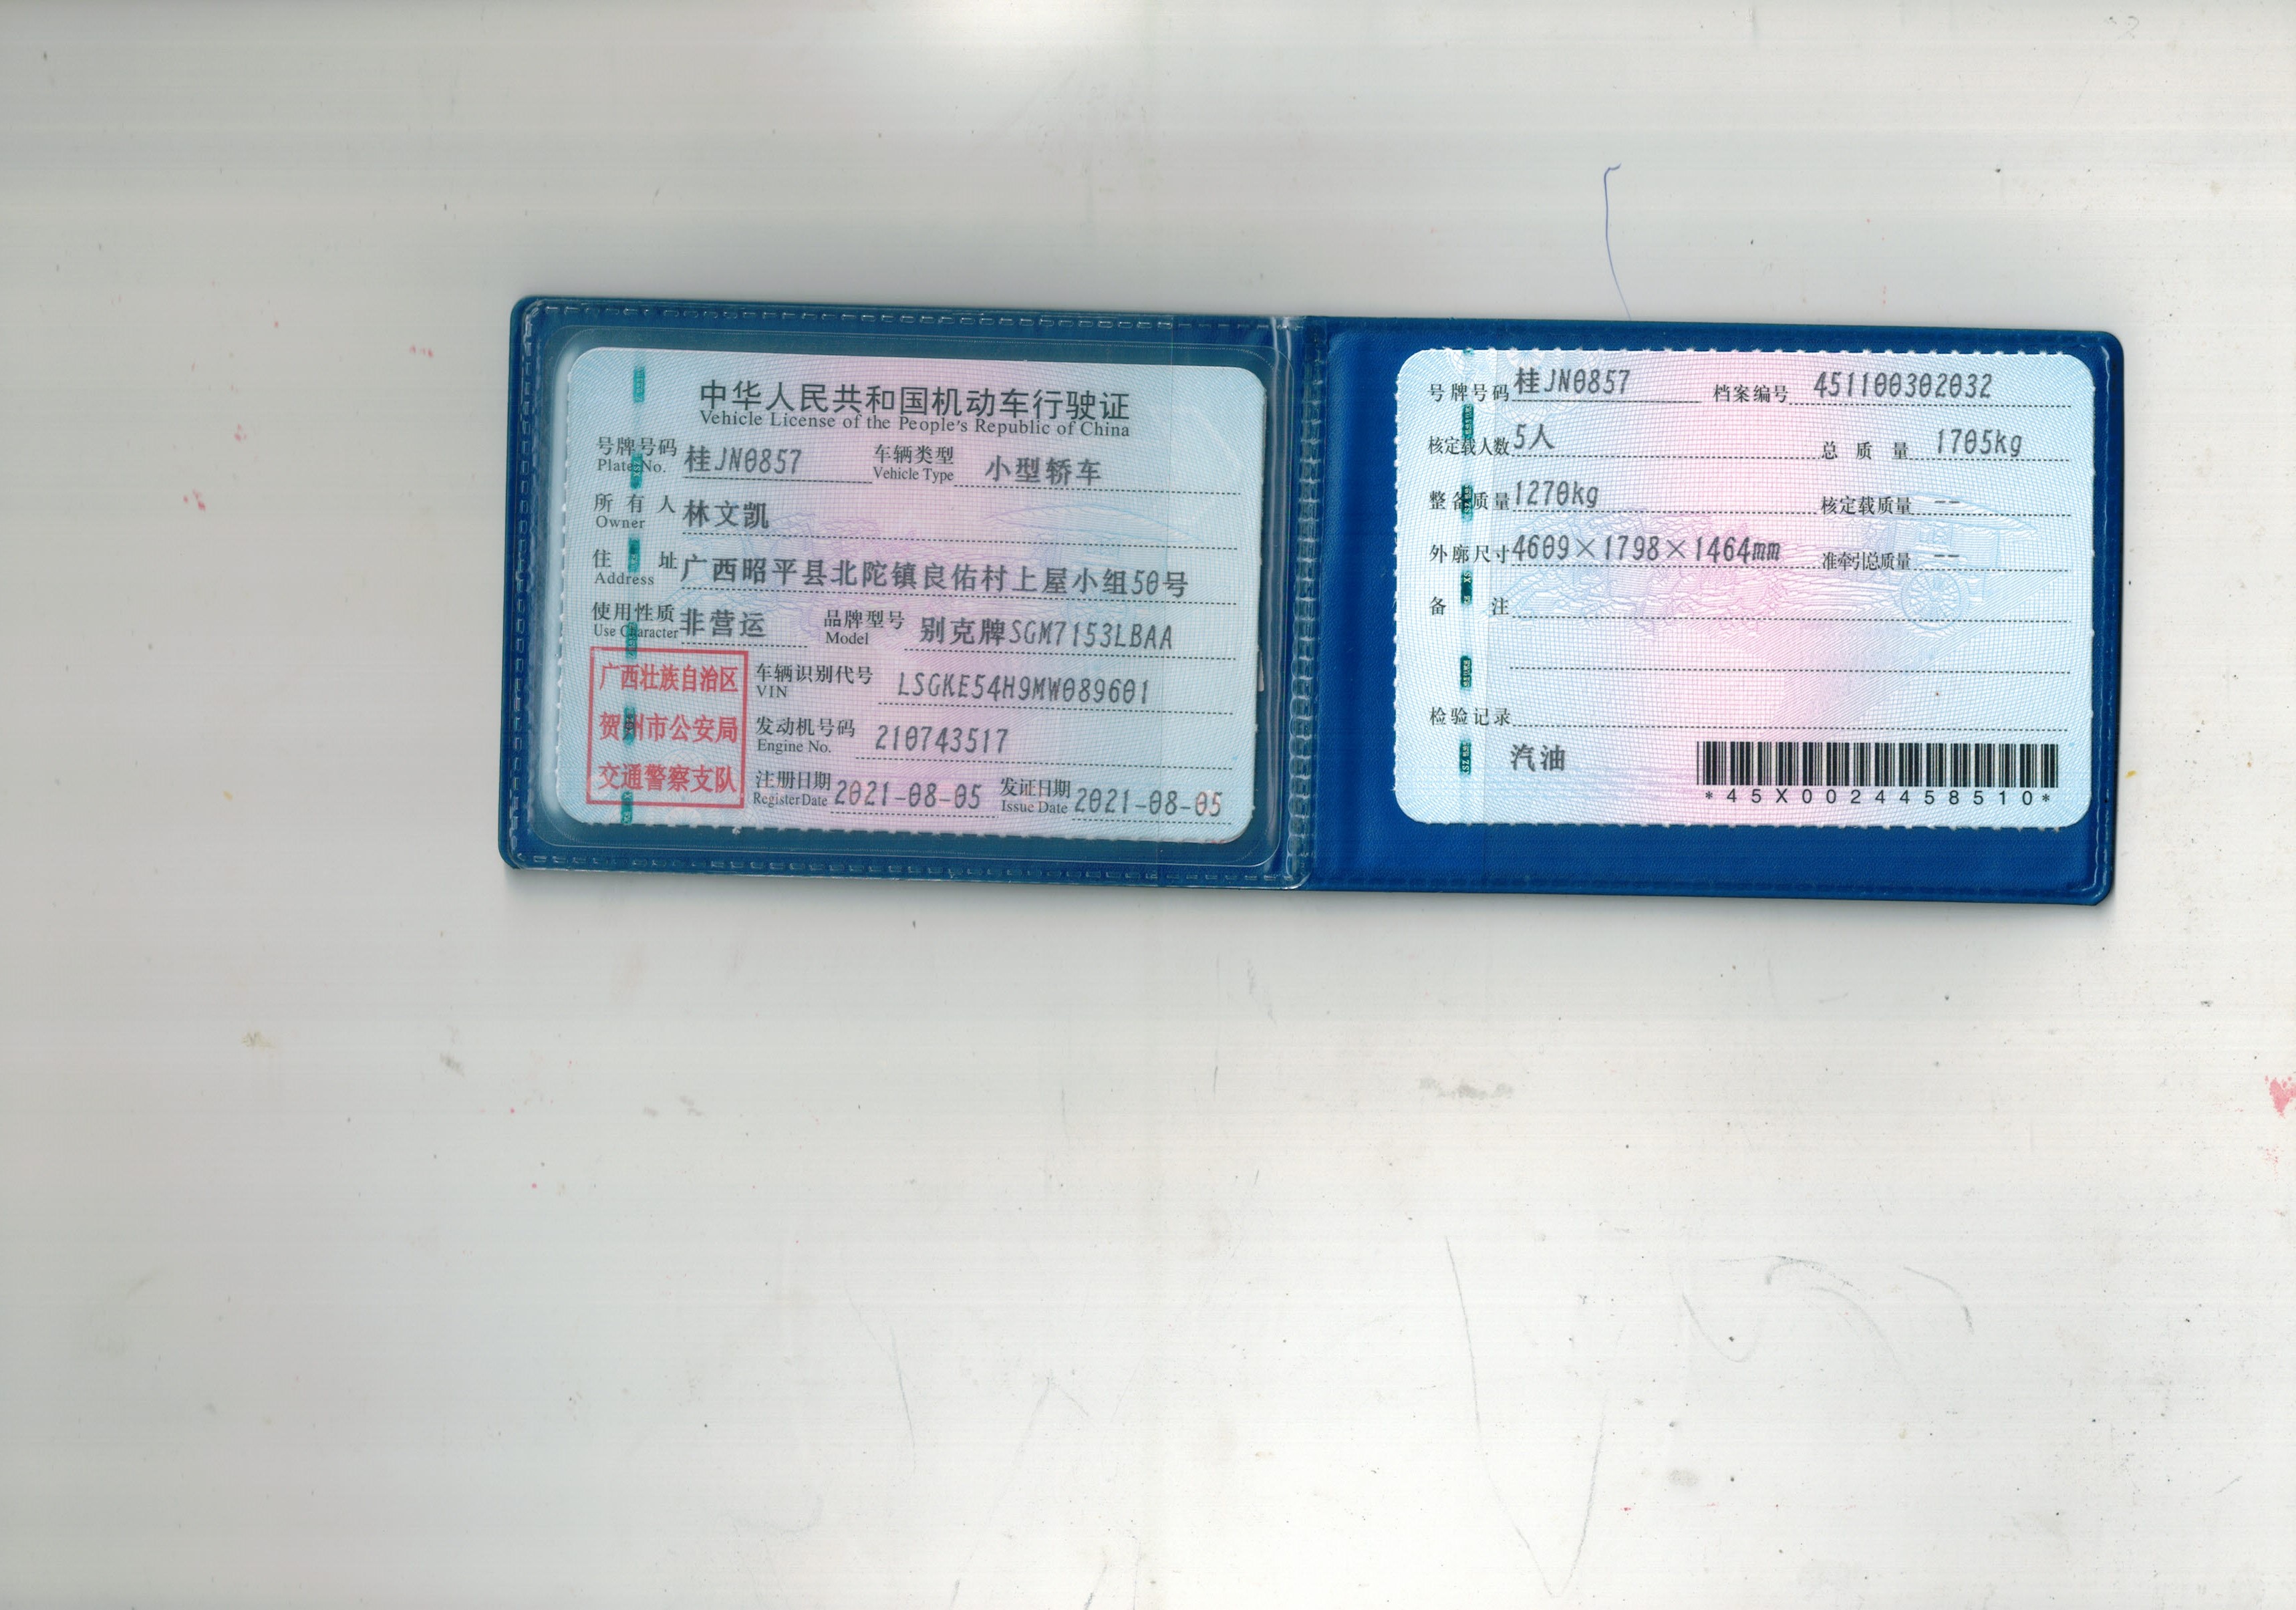 中华人民共和国机动车行驶证
Vehicle License of the People's Republic of China
号牌号码 桂JN0857 车辆类型 小型轿车
Plate No. Vehicle Type
所有人 林文凯
Owner
住址 广西昭平县北陀镇良佑村上屋小组50号
Address
使用性质 非营运 品牌型号 别克牌SGM7153LBAA
Use Character Model
广西壮族自治区
贺州市公安局
交通警察支队
车辆识别代号 LSGKE54H9MW089601
VIN
发动机号码 210743517
Engine No.
注册日期 2021-08-05 发证日期 2021-08-05
Register Date Issue Date
号牌号码 桂JN0857 档案编号 451100302032
核定载人数 5人 总质量 1705kg
整备质量 1270kg 核定载质量 --
外廓尺寸 4609×1798×1464mm 准牵引总质量 --
备注
检验记录
汽油
*45X0024458510*